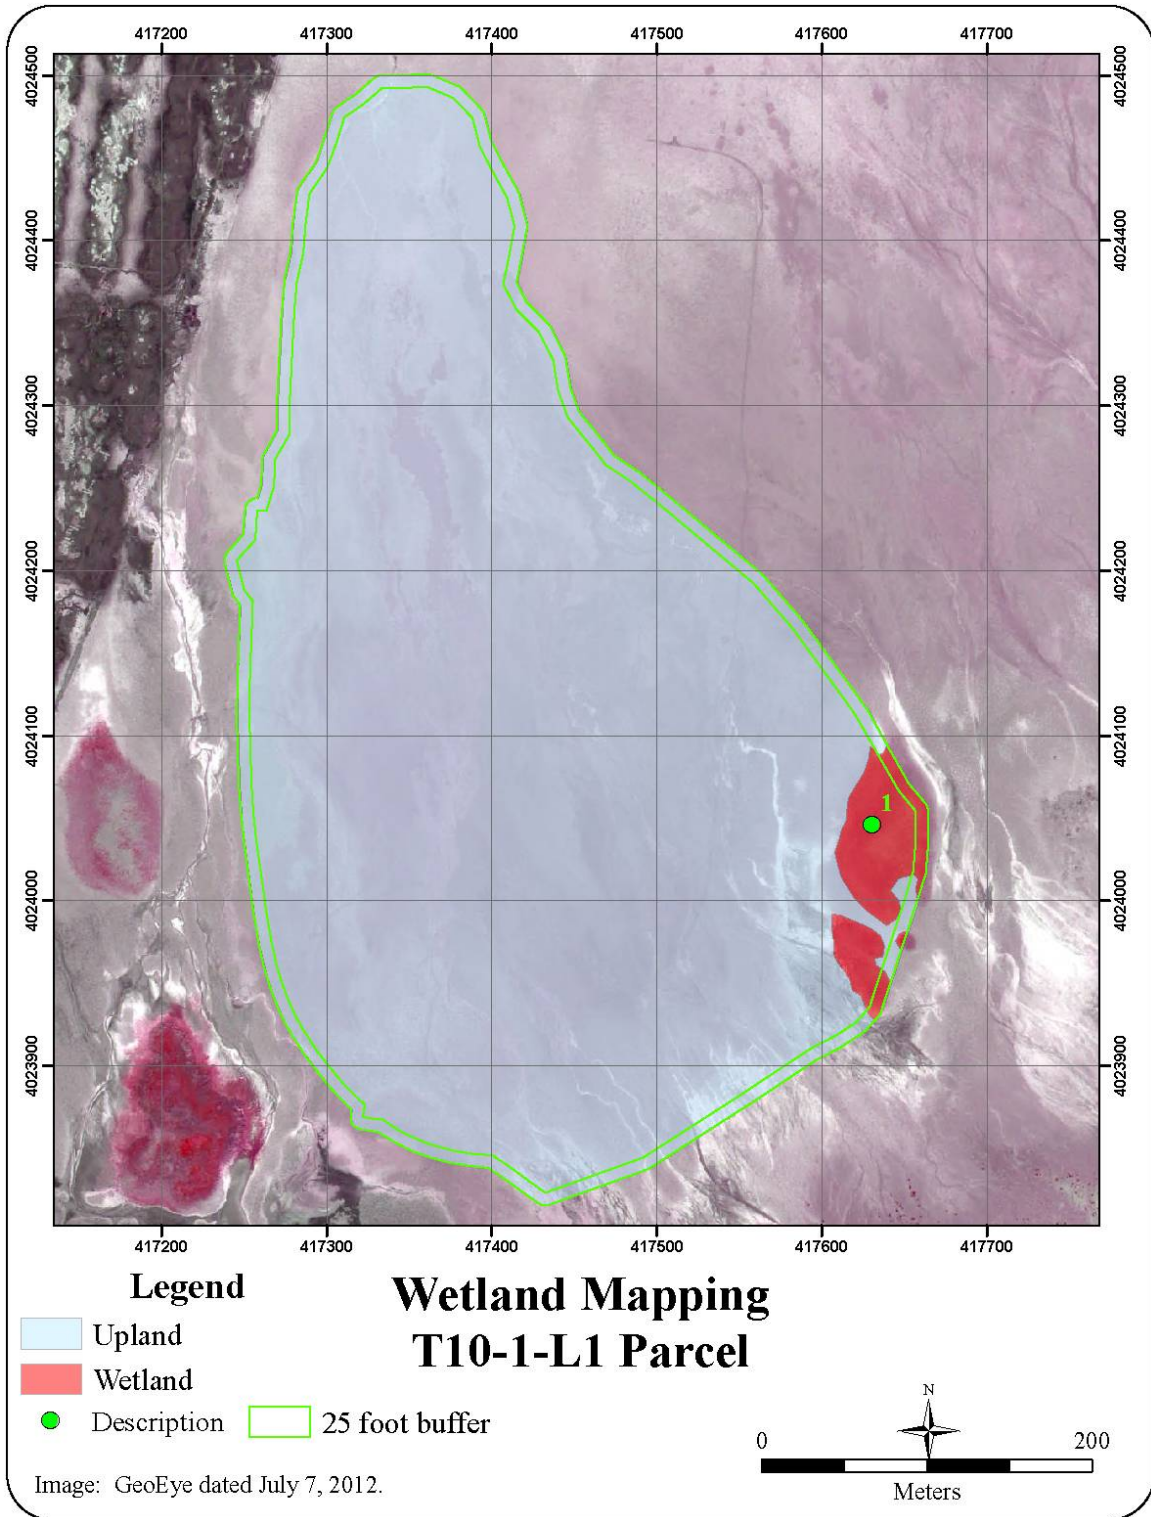 417200 417300 417400 417500 417600 417700
4024500 4024500
4024400 4024400
4024300 4024300
4024200 4024200
4024100 4024100
1
4024000 4024000
4023900 4023900
417200 417300 417400 417500 417600 417700
Legend
Upland
Wetland
Description
25 foot buffer
Wetland Mapping
T10-1-L1 Parcel
N
0 200
Meters
Image: GeoEye dated July 7, 2012.